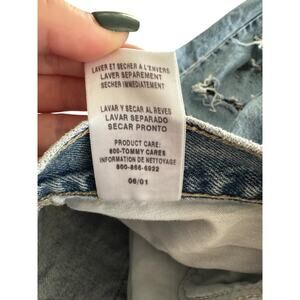 LAVER ET SÉCHER A L'ENVERS
LAVER SEPAREMENT
SECHER IMMEDIATEMENT
LAVAR Y SECAR AL REVES
LAVAR SEPARADO
SECAR PRONTO
PRODUCT CARE:
800-TOMMY CARES
INFORMATION DE NETTOYAGE
800-866-6922
06/01